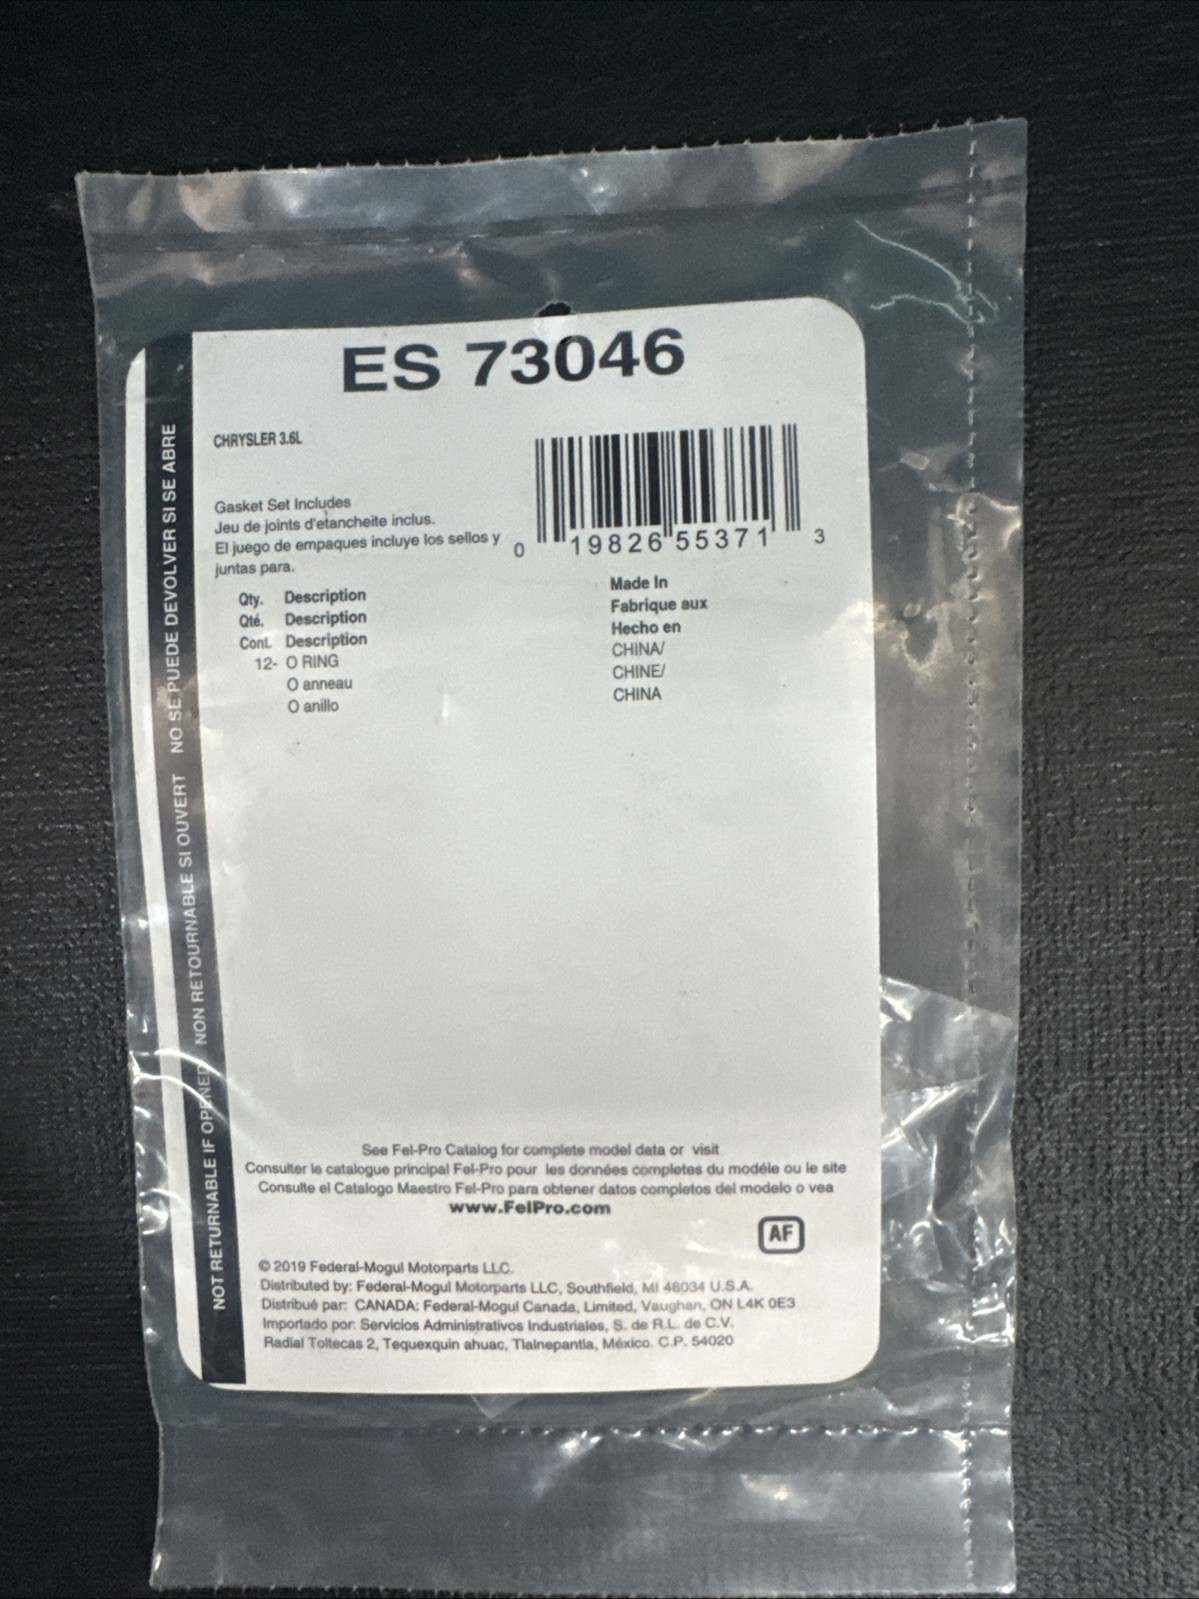 ES 73046
CHRYSLER 3.6L
Gasket Set Includes
Jeu de joints d'etancheite inclus.
El juego de empaques incluye los sellos y
juntas para.
0 19826 55371 3
Qty. Description
Qté. Description
Cont. Description
12- O RING
O anneau
O anillo
Made In
Fabrique aux
Hecho en
CHINA/
CHINE/
CHINA
NOT RETURNABLE IF OPENED NON RETOURNABLE SI OUVERT NO SE PUEDE DEVOLVER SI SE ABRE
See Fel-Pro Catalog for complete model data or visit
Consulter le catalogue principal Fel-Pro pour les données completes du modéle ou le site
Consulte el Catalogo Maestro Fel-Pro para obtener datos completos del modelo o vea
www.FelPro.com
AF
© 2019 Federal-Mogul Motorparts LLC.
Distributed by: Federal-Mogul Motorparts LLC, Southfield, MI 48034 U.S.A.
Distribué par: CANADA: Federal-Mogul Canada, Limited, Vaughan, ON L4K 0E3
Importado por: Servicios Administrativos Industriales, S. de R.L. de C.V.
Radial Toltecas 2, Tequexquin ahuac, Tlalnepantla, México. C.P. 54020